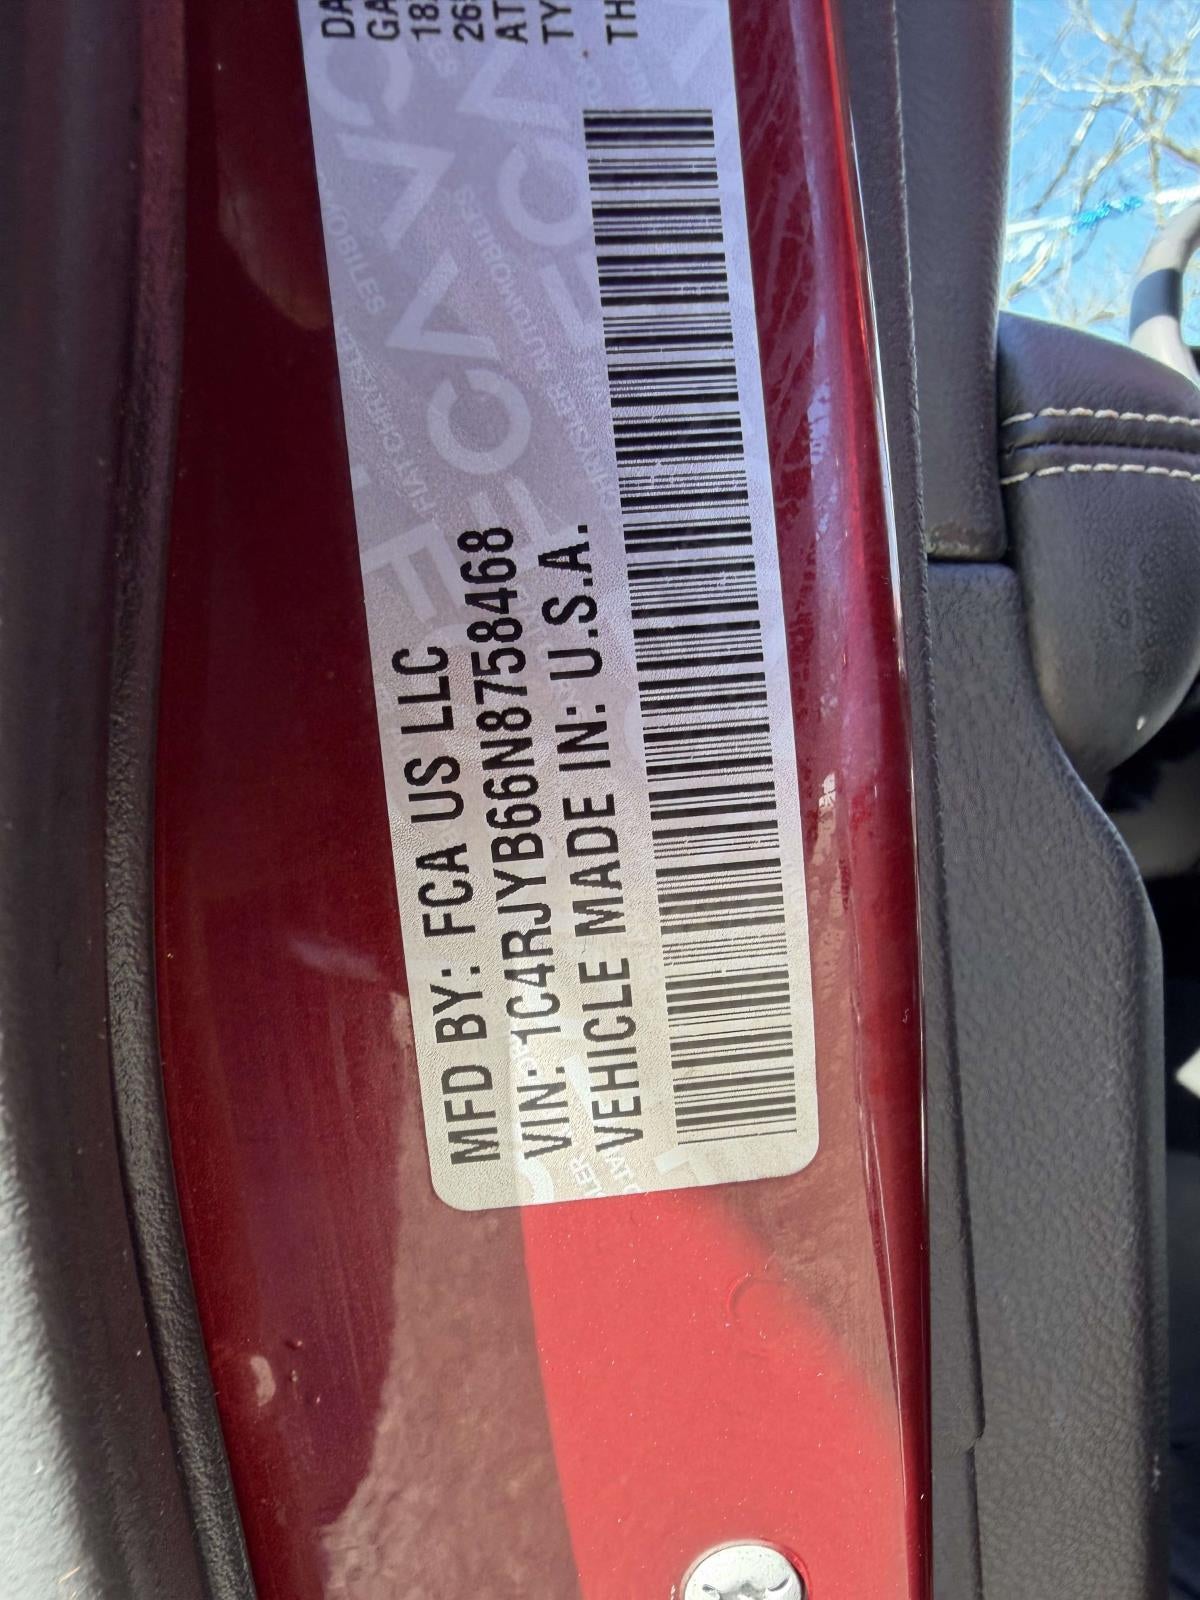 MFD BY: FCA US LLC
VIN: 1C4RJYB66N8758468
VEHICLE MADE IN: U.S.A.